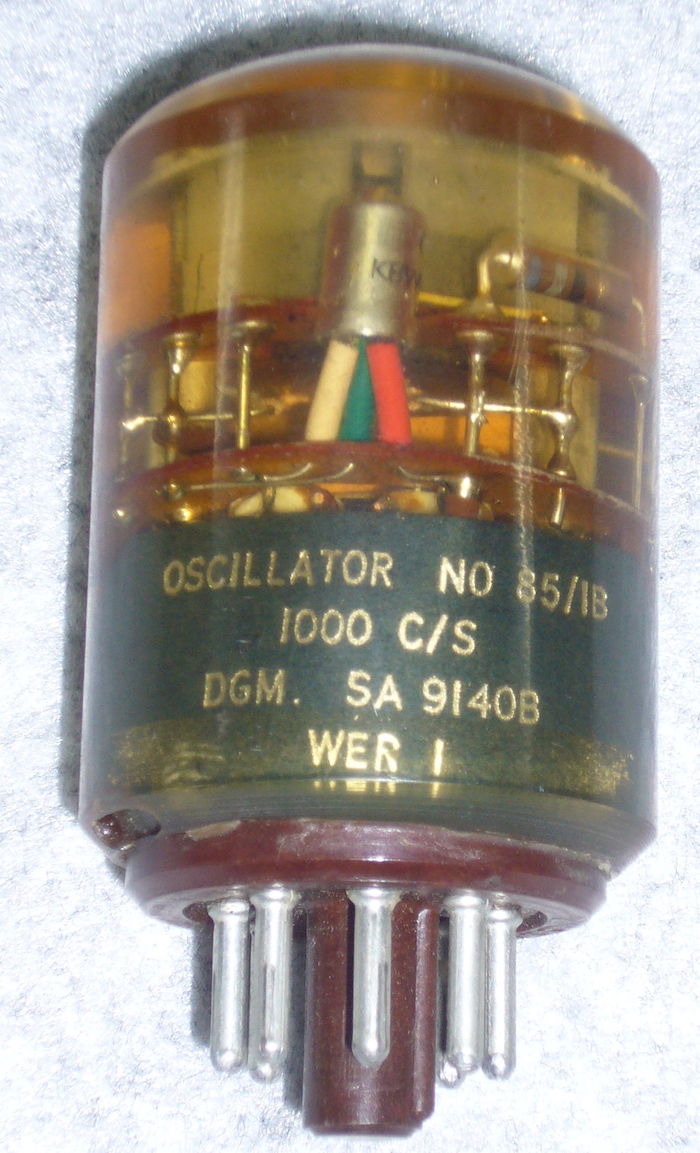 OSCILLATOR NO 85/1B
1000 C/S
DGM. SA 9140B
WER 1